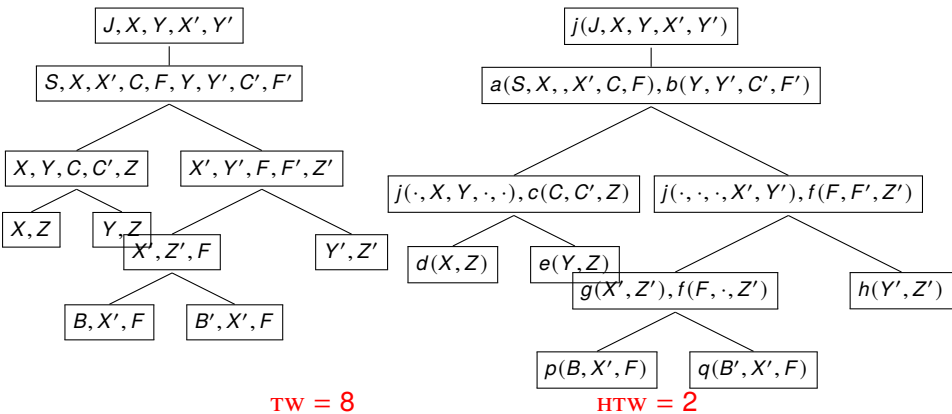 J, X, Y, X′, Y′
S, X, X′, C, F, Y, Y′, C′, F′
X, Y, C, C′, Z
X′, Y′, F, F′, Z′
X, Z
Y, Z
X′, Z′, F
Y′, Z′
B, X′, F
B′, X′, F
TW = 8
j(J, X, Y, X′, Y′)
a(S, X, , X′, C, F), b(Y, Y′, C′, F′)
j(·, X, Y, ·, ·), c(C, C′, Z)
j(·, ·, ·, X′, Y′), f(F, F′, Z′)
d(X, Z)
e(Y, Z)
g(X′, Z′), f(F, ·, Z′)
h(Y′, Z′)
p(B, X′, F)
q(B′, X′, F)
HTW = 2